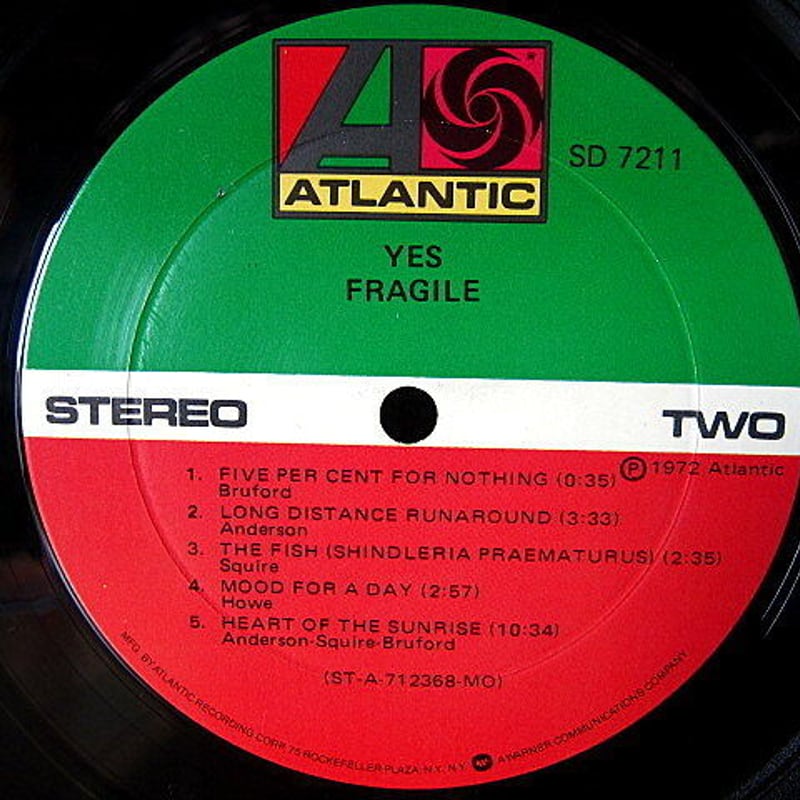 ATLANTIC
SD 7211
YES
FRAGILE
STEREO
TWO
℗ 1972 Atlantic
1. FIVE PER CENT FOR NOTHING (0:35)
Bruford
2. LONG DISTANCE RUNAROUND (3:33)
Anderson
3. THE FISH (SHINDLERIA PRAEMATURUS) (2:35)
Squire
4. MOOD FOR A DAY (2:57)
Howe
5. HEART OF THE SUNRISE (10:34)
Anderson-Squire-Bruford
(ST-A-712368-MO)
MFG. BY ATLANTIC RECORDING CORP. 75 ROCKEFELLER PLAZA, N.Y. N.Y. A WARNER COMMUNICATIONS COMPANY